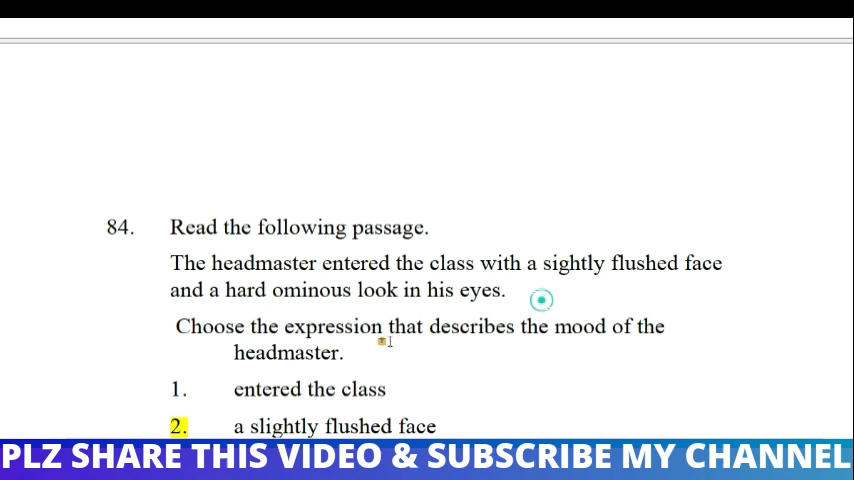 84. Read the following passage.
The headmaster entered the class with a sightly flushed face
and a hard ominous look in his eyes.
Choose the expression that describes the mood of the
headmaster.
1. entered the class
2. a slightly flushed face
PLZ SHARE THIS VIDEO & SUBSCRIBE MY CHANNEL